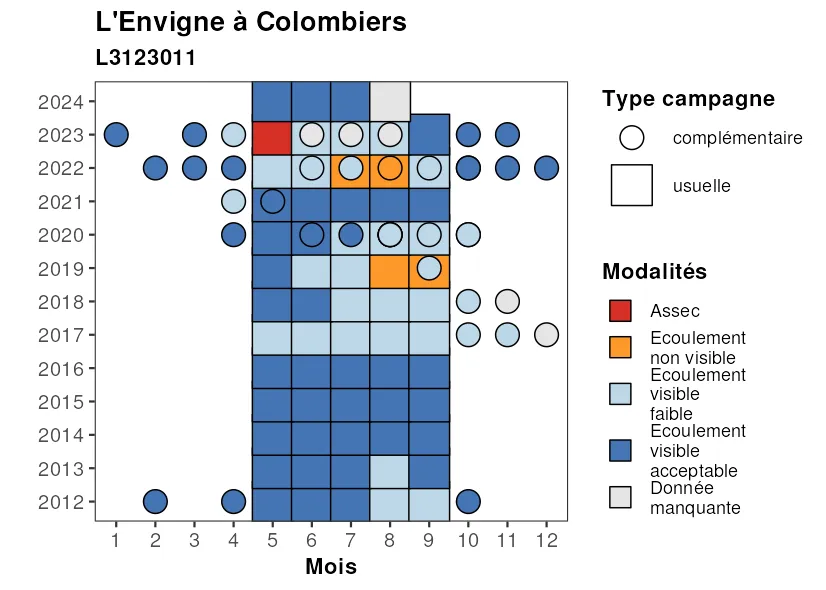 L'Envigne à Colombiers
L3123011
2024
2023
2022
2021
2020
2019
2018
2017
2016
2015
2014
2013
2012
1 2 3 4 5 6 7 8 9 10 11 12
Mois
Type campagne
complémentaire
usuelle
Modalités
Assec
Ecoulement
non visible
Ecoulement
visible
faible
Ecoulement
visible
acceptable
Donnée
manquante